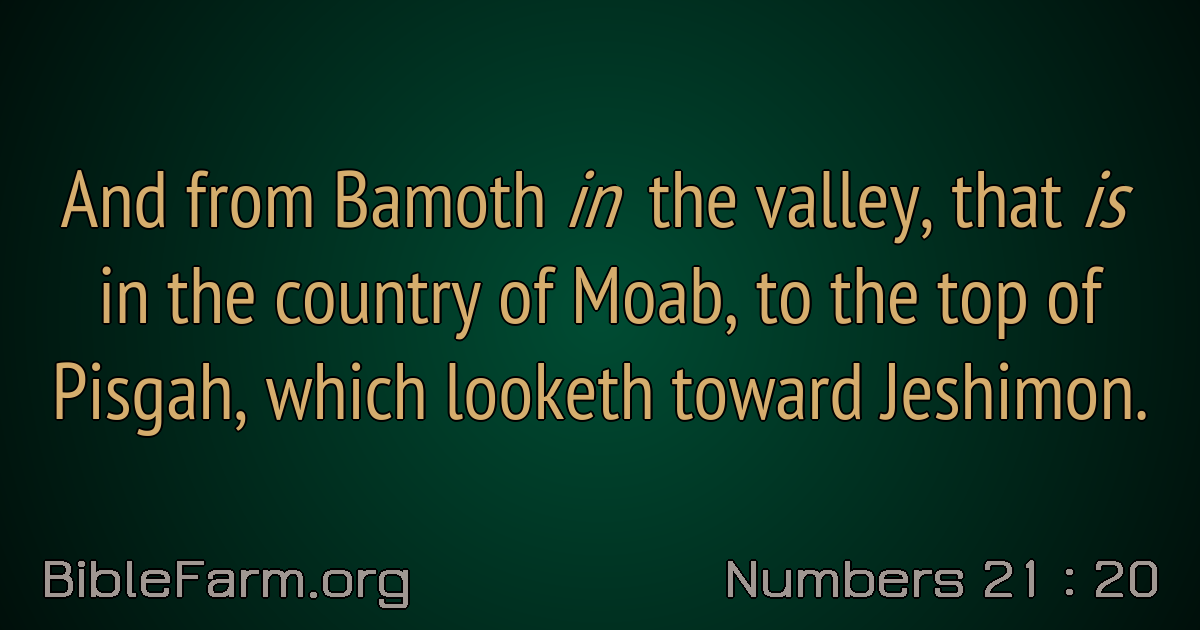 And from Bamoth in the valley, that is
in the country of Moab, to the top of
Pisgah, which looketh toward Jeshimon.
BibleFarm.org
Numbers 21 : 20